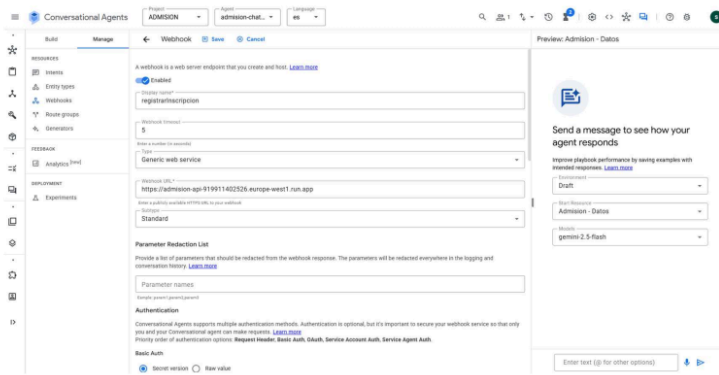 Conversational Agents
Project
ADMISION
Agent
admision-chat...
Language
es
1
S
Build
Manage
RESOURCES
Intents
Entity types
Webhooks
Route groups
Generators
FEEDBACK
Analytics [new]
DEPLOYMENT
Experiments
Webhook
Save
Cancel
A webhook is a web server endpoint that you create and host. Learn more
Enabled
Display name*
registrarInscripcion
Webhook timeout
5
Enter a number (in seconds)
Type
Generic web service
Webhook URL*
https://admision-api-919911402526.europe-west1.run.app
Enter a publicly available HTTPS URL to your webhook
Subtype
Standard
Parameter Redaction List
Provide a list of parameters that should be redacted from the webhook response. The parameters will be redacted everywhere in the logging and
conversation history. Learn more
Parameter names
Authentication
Conversational Agents supports multiple authentication methods. Authentication is optional, but it's important to secure your webhook service so that only
you and your Conversational agent can make requests. Learn more
Priority order of authentication options: Request Header, Basic Auth, OAuth, Service Account Auth, Service Agent Auth.
Basic Auth
Secret version
Raw value
Preview: Admision - Datos
Send a message to see how your
agent responds
Improve playbook performance by saving examples with
intended responses. Learn more
Environment
Draft
Start Resource
Admision - Datos
Models
gemini-2.5-flash
Enter text (@ for other options)